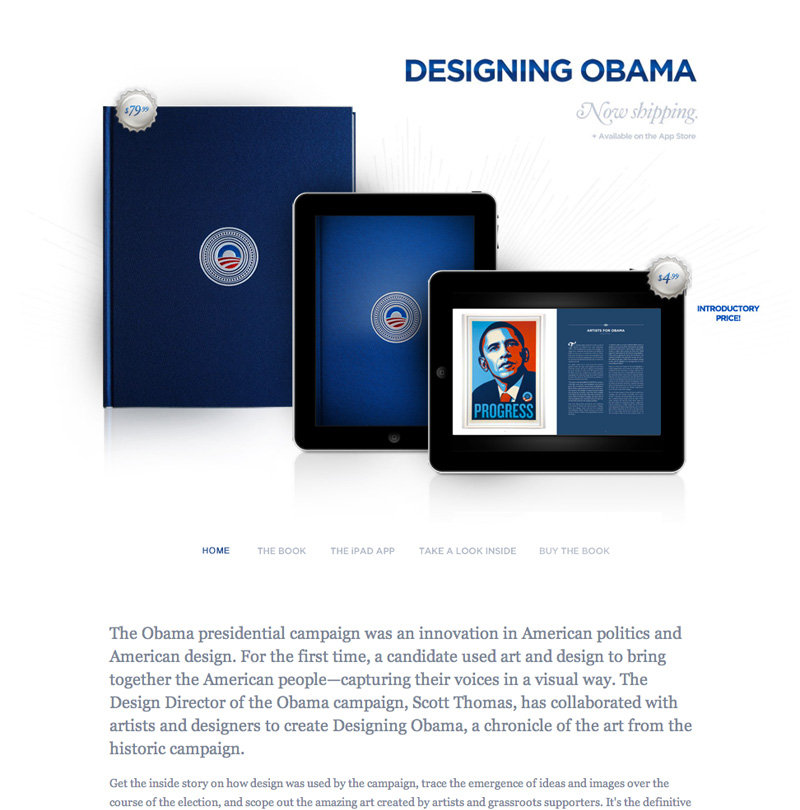 DESIGNING OBAMA
Now shipping.
+ Available on the App Store
$79.99
$4.99
INTRODUCTORY
PRICE!
ARTISTS FOR OBAMA
PROGRESS
HOME THE BOOK THE iPAD APP TAKE A LOOK INSIDE BUY THE BOOK
The Obama presidential campaign was an innovation in American politics and
American design. For the first time, a candidate used art and design to bring
together the American people—capturing their voices in a visual way. The
Design Director of the Obama campaign, Scott Thomas, has collaborated with
artists and designers to create Designing Obama, a chronicle of the art from the
historic campaign.
Get the inside story on how design was used by the campaign, trace the emergence of ideas and images over the
course of the election, and scope out the amazing art created by artists and grassroots supporters. It's the definitive